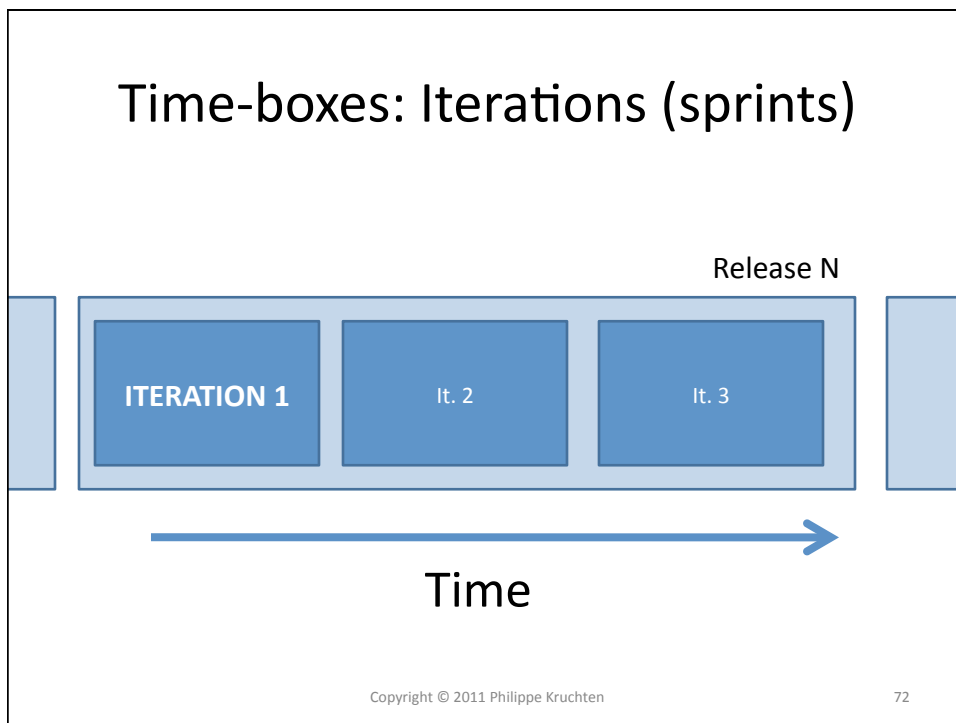 Time-boxes: Iterations (sprints)
Release N
ITERATION 1
It. 2
It. 3
Time
Copyright © 2011 Philippe Kruchten
72